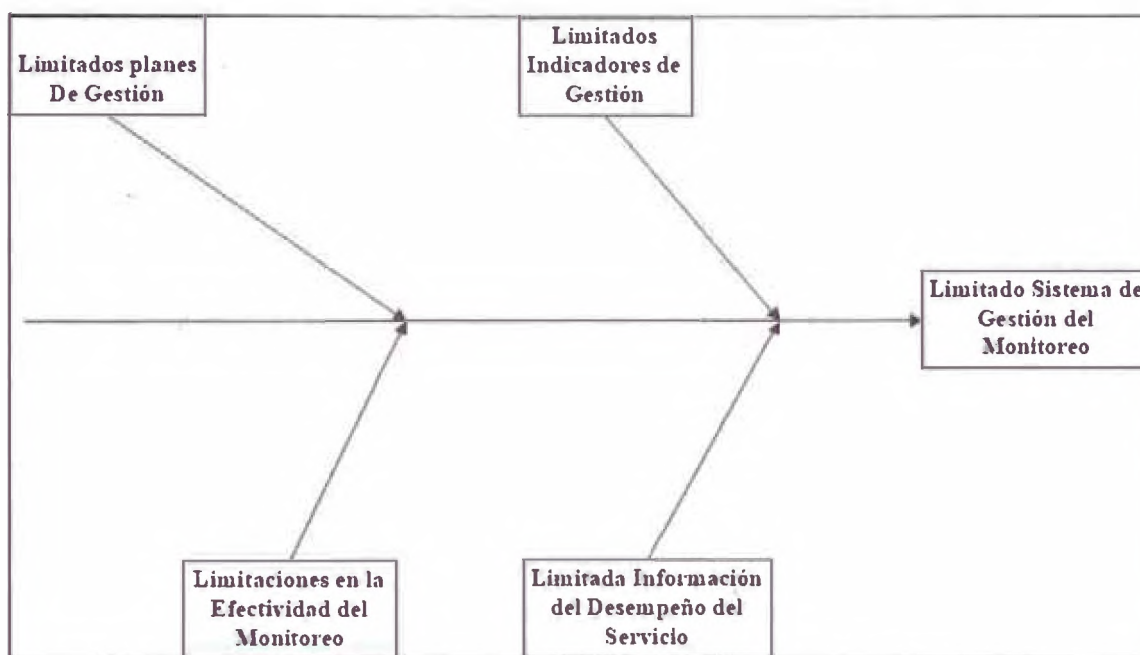 Limitados planes
De Gestión
Limitados
Indicadores de
Gestión
Limitado Sistema de
Gestión del
Monitoreo
Limitaciones en la
Efectividad del
Monitoreo
Limitada Información
del Desempeño del
Servicio